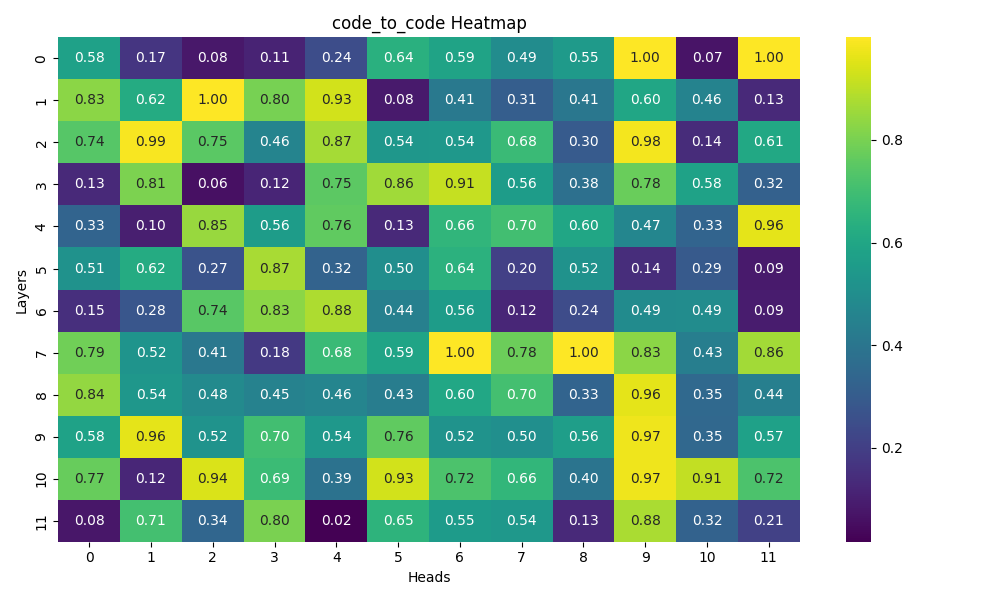 code_to_code Heatmap
0 0.58 0.17 0.08 0.11 0.24 0.64 0.59 0.49 0.55 1.00 0.07 1.00
1 0.83 0.62 1.00 0.80 0.93 0.08 0.41 0.31 0.41 0.60 0.46 0.13
2 0.74 0.99 0.75 0.46 0.87 0.54 0.54 0.68 0.30 0.98 0.14 0.61
3 0.13 0.81 0.06 0.12 0.75 0.86 0.91 0.56 0.38 0.78 0.58 0.32
4 0.33 0.10 0.85 0.56 0.76 0.13 0.66 0.70 0.60 0.47 0.33 0.96
5 0.51 0.62 0.27 0.87 0.32 0.50 0.64 0.20 0.52 0.14 0.29 0.09
6 0.15 0.28 0.74 0.83 0.88 0.44 0.56 0.12 0.24 0.49 0.49 0.09
7 0.79 0.52 0.41 0.18 0.68 0.59 1.00 0.78 1.00 0.83 0.43 0.86
8 0.84 0.54 0.48 0.45 0.46 0.43 0.60 0.70 0.33 0.96 0.35 0.44
9 0.58 0.96 0.52 0.70 0.54 0.76 0.52 0.50 0.56 0.97 0.35 0.57
10 0.77 0.12 0.94 0.69 0.39 0.93 0.72 0.66 0.40 0.97 0.91 0.72
11 0.08 0.71 0.34 0.80 0.02 0.65 0.55 0.54 0.13 0.88 0.32 0.21
0 1 2 3 4 5 6 7 8 9 10 11
Heads
Layers
0.8
0.6
0.4
0.2